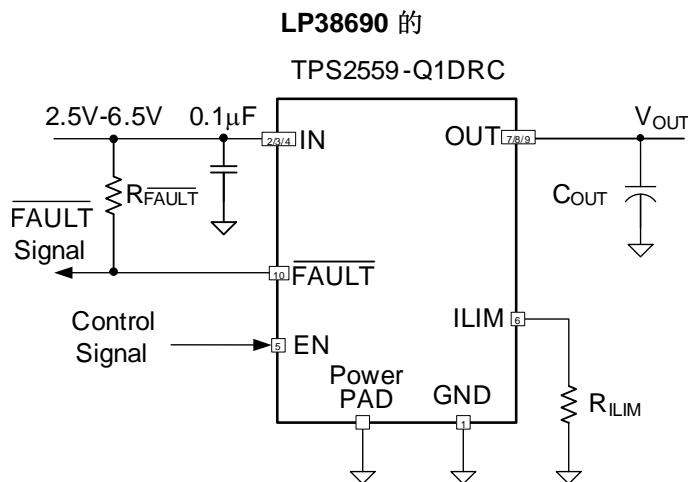 LP38690 的
TPS2559-Q1DRC
2.5V-6.5V
0.1μF
2/3/4
IN
OUT
7/8/9
VOUT
RFAULT
COUT
FAULT
Signal
10
FAULT
ILIM
6
Control
Signal
5
EN
Power
PAD
GND
1
RILIM